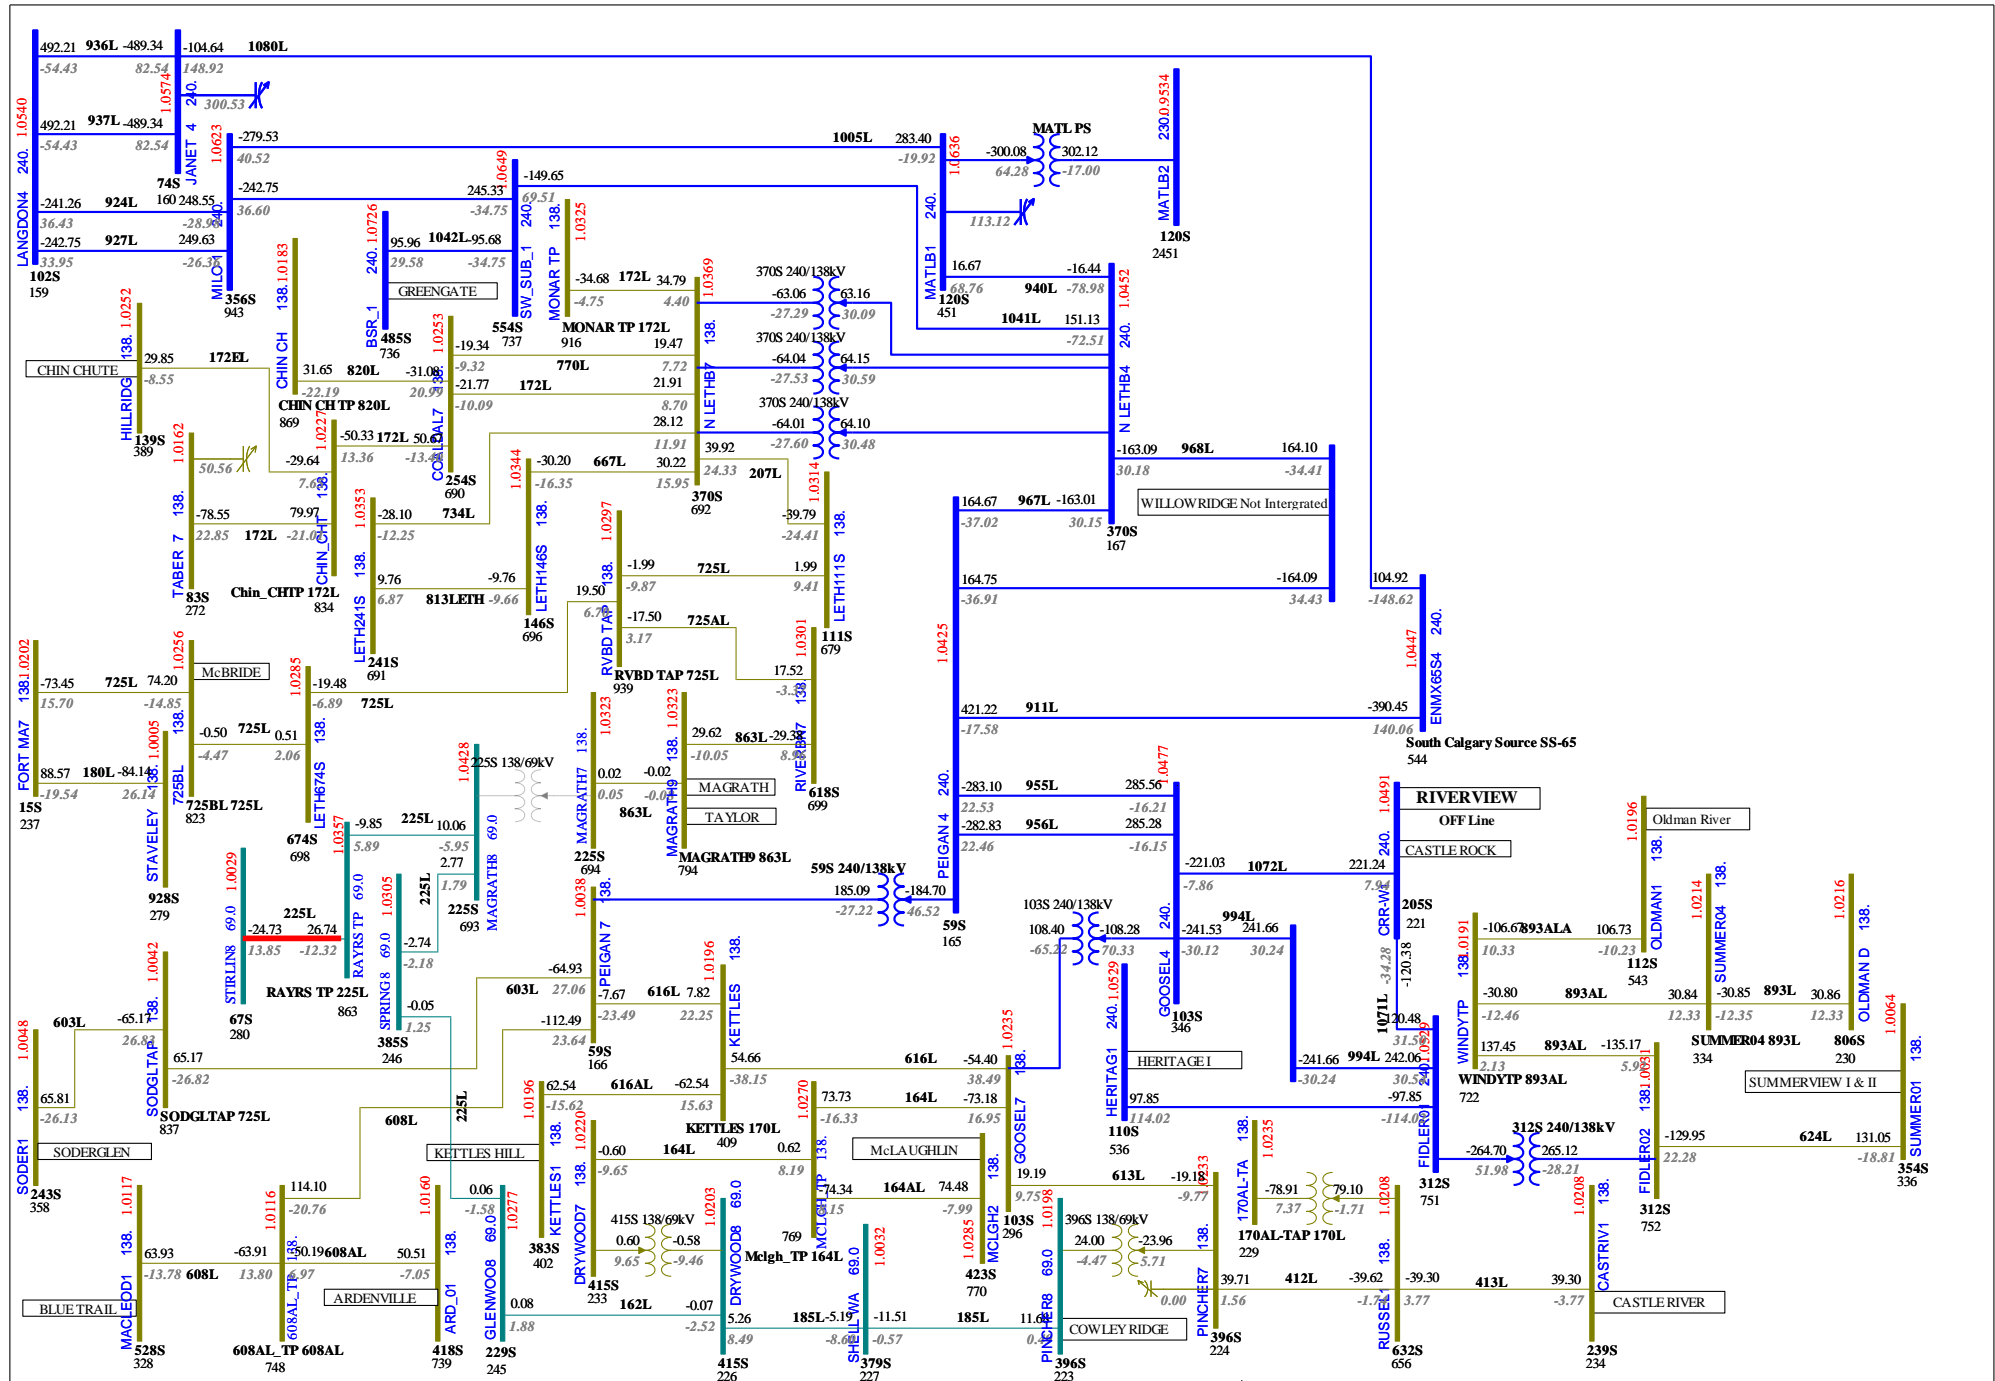 492.21 936L -489.34 -104.64 1080L
-54.43 82.54 148.92
LANGDON4 240. 1.0540
JANET 4 240. 1.0574
300.53
492.21 937L -489.34
-54.43 82.54
74S
160
-241.26 924L 248.55
36.43
-242.75 927L 249.63
33.95 -26.36
102S
159
MILO 1 240. 1.0623
-279.53 1005L 283.40
40.52 -19.92
-242.75 245.33
36.60 -34.75
356S
943
SW_SUB_1 240. 1.0649
-149.65
69.51
BSR_1 240. 1.0726
95.96 1042L -95.68
29.58 -34.75
GREENGATE
485S
736
554S
737
MATLB1 240. 1.0636
-300.08 MATL PS 302.12
64.28 -17.00
113.12
MATLB2 230. 0.9534
120S
2451
16.67 940L -16.44
68.76 -78.98
120S
451
1041L 151.13
-72.51
MONAR TP 138. 1.0325
-34.68 172L 34.79
-4.75 4.40
MONAR TP 172L
916
N LETHB7 138. 1.0369
370S 240/138kV
-63.06 63.16
-27.29 30.09
370S 240/138kV
-64.04 64.15
-27.53 30.59
370S 240/138kV
-64.01 64.10
-27.60 30.48
N LETHB4 240. 1.0452
HILLRIDG 138. 1.0252
CHIN CHUTE
29.85 172EL
-8.55
139S
389
CHIN CH 138. 1.0183
31.65 820L -31.08
-22.19 20.99
CHIN CH TP 820L
869
COALDAL7 138. 1.0253
-19.34 770L 19.47
-9.32 7.72
-21.77 172L 21.91
-10.09 8.70
254S
690
TABER 7 138. 1.0162
50.56
-78.55 172L 79.97
22.85
83S
272
CHIN_CHT 138. 1.0227
-50.33 172L
13.36
-29.64
Chin_CHTP 172L
834
LETH241S 138. 1.0353
-28.10 734L 28.12
-12.25 11.91
9.76 813LETH -9.76
6.87 -9.66
241S
691
LETH146S 138. 1.0344
-30.20 667L 30.22
-16.35 15.95
146S
696
39.92 207L -39.79
24.33 -24.41
370S
692
RVBD TAP 138. 1.0297
-1.99 725L 1.99
-9.87 9.41
19.50
-17.50 725AL 17.52
3.17
RVBD TAP 725L
939
LETH111S 138. 1.0314
111S
679
-163.09 968L 164.10
30.18 -34.41
WILLOWRIDGE Not Intergrated
164.67 967L -163.01
-37.02 30.15
370S
167
164.75 -164.09
-36.91 34.43
PEIGAN 4 240. 1.0425
ENMX65S4 240. 1.0447
104.92
-148.62
421.22 911L -390.45
-17.58 140.06
South Calgary Source SS-65
544
FORT MA7 138. 1.0202
-73.45 725L 74.20
15.70 -14.85
McBRIDE
88.57 180L -84.14
-19.54 26.14
15S
237
STAVELEY 138. 1.0005
928S
279
725BL 138. 1.0256
-0.50 725L 0.51
-4.47 2.06
725BL 725L
823
LETH674S 138. 1.0285
-19.48 725L
-6.89
674S
698
RIVERBN7 138. 1.0301
618S
699
MAGRATH7 138. 1.0323
0.02 863L -0.02
0.05
225S
694
MAGRATH9 138. 1.0323
29.62 863L
-10.05
MAGRATH
TAYLOR
MAGRATH9 863L
794
MAGRATH8 69.0 1.0428
225S 138/69kV
2.77
1.79
225S
693
RAYRS TP 69.0 1.0357
-9.85 225L 10.06
5.89 -5.95
RAYRS TP 225L
863
STIRLIN8 69.0 1.0029
-24.73 225L 26.74
13.85 -12.32
67S
280
SPRING 8 69.0 1.0305
-2.74 225L
-2.18
-0.05
1.25
385S
246
-283.10 955L 285.56
22.53 -16.21
-282.83 956L 285.28
22.46 -16.15
59S 240/138kV
185.09 -184.70
-27.22 46.52
59S
165
GOOSEL4 240. 1.0477
-221.03 1072L 221.24
-7.86
-241.53 994L 241.66
-30.12 30.24
103S 240/138kV
108.40 -108.28
70.33
103S
346
RIVERVIEW
OFF Line
CASTLE ROCK
240. 1.0491
205S
221
-34.28
-120.38
1071L
OLDMAN1 138. 1.0196
Oldman River
893ALA 106.73
10.33 -10.23
112S
543
WINDYTP 138. 1.0191
-30.80 893AL 30.84
-12.46 12.33
137.45 893AL -135.17
2.13
WINDYTP 893AL
722
SUMMER04 138. 1.0214
-30.85 893L 30.86
-12.35 12.33
SUMMER04 893L
334
OLDMAN D 138. 1.0216
806S
230
SUMMERVIEW I & II
SUMMER01 138. 1.0064
FIDLER02 138. 1.0031
-129.95 624L 131.05
22.28 -18.81
354S
336
312S
752
312S 240/138kV
-264.70 265.12
51.98 -28.21
FIDLER01 240.
-241.66 994L 242.06
-30.24
312S
751
HERITAG1 240. 1.0529
HERITAGE I
97.85 -97.85
114.02
110S
536
PEIGAN 7 138. 1.0038
-64.93 603L
27.06
-7.67 616L 7.82
-23.49 22.25
-112.49
23.64
59S
166
SODGLTAP 138. 1.0042
-65.17 603L
65.17
-26.82
SODGLTAP 725L
837
SODER1 138. 1.0048
65.81
-26.13
SODERGLEN
243S
358
608L
225L
KETTLES 138. 1.0196
54.66 616L -54.40
-38.15 38.49
KETTLES 170L
409
KETTLES1 138. 1.0196
62.54 616AL -62.54
-15.62 15.63
KETTLES HILL
383S
402
DRYWOOD7 138. 1.0220
-0.60 164L 0.62
-9.65 8.19
415S 138/69kV
0.60 -0.58
9.65 -9.46
415S
233
MCLGH_TP 138. 1.0270
73.73 164L -73.18
-16.33 16.95
-74.34 164AL 74.48
-7.99
Mclgh_TP 164L
769
McLAUGHLIN
MCLGH2 138. 1.0285
423S
770
GOOSEL7 138. 1.0235
19.19 613L -19.18
9.75 -9.77
103S
296
170AL-TA 138. 1.0235
-78.91 79.10
7.37 -1.71
170AL-TAP 170L
229
MACLEOD1 138. 1.0117
63.93 608L -63.91
-13.78 13.80
BLUE TRAIL
528S
328
608AL_TP 138. 1.0116
114.10
-20.76
608AL 50.51
-7.05
608AL_TP 608AL
748
ARDENVILLE
ARD_01 138. 1.0160
418S
739
GLENWOO8 69.0 1.0277
0.06
-1.58
0.08 162L -0.07
1.88 -2.52
229S
245
DRYWOOD8 69.0 1.0203
5.26 185L -5.19
8.49
415S
226
SHELL WA 69.0 1.0032
-11.51 185L
-0.57
379S
227
PINCHER8 69.0 1.0198
396S 138/69kV
24.00 -23.96
-4.47 5.71
COWLEY RIDGE
396S
223
PINCHER7 138.
0.00
39.71 412L -39.62
1.56
396S
224
RUSSEL1 138. 1.0208
-39.30 413L 39.30
3.77 -3.77
632S
656
CASTRIV1 138. 1.0208
CASTLE RIVER
239S
234